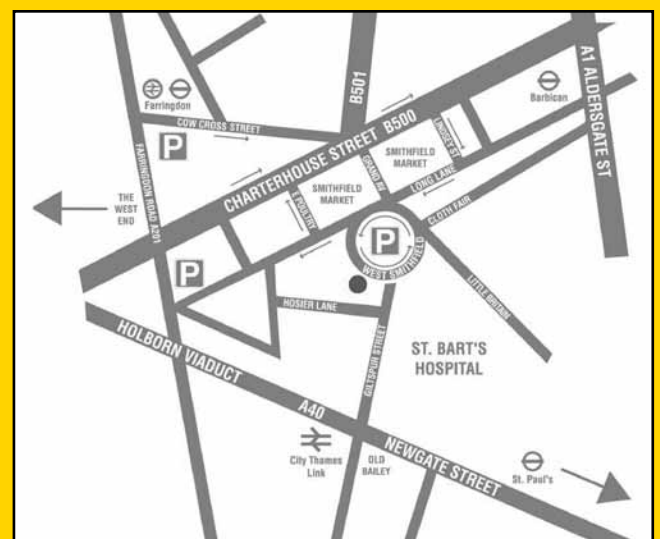 B501
A1 ALDERSGATE ST
Farringdon
Barbican
COW CROSS STREET
P
CHARTERHOUSE STREET B500
LINDSEY ST
SMITHFIELD
MARKET
FARRINGDON ROAD A201
GRAND AV
SMITHFIELD
MARKET
LONG LANE
THE
WEST
END
E POULTRY
CLOTH FAIR
P
WEST SMITHFIELD
P
HOSIER LANE
LITTLE BRITAIN
GILTSPUR STREET
ST. BART'S
HOSPITAL
HOLBORN VIADUCT
A40
NEWGATE STREET
City Thames
Link
OLD
BAILEY
St. Paul's